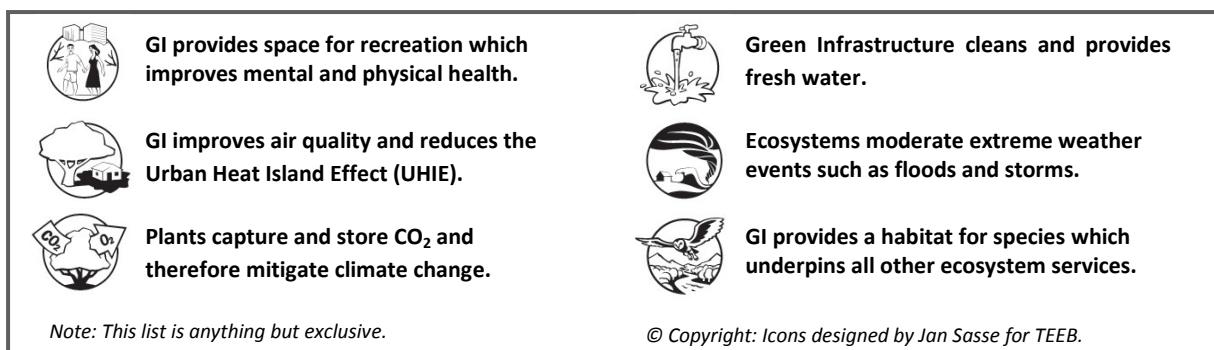 GI provides space for recreation which
improves mental and physical health.
GI improves air quality and reduces the
Urban Heat Island Effect (UHIE).
CO₂
O₂
Plants capture and store CO₂ and
therefore mitigate climate change.
Note: This list is anything but exclusive.
Green Infrastructure cleans and provides
fresh water.
Ecosystems moderate extreme weather
events such as floods and storms.
GI provides a habitat for species which
underpins all other ecosystem services.
© Copyright: Icons designed by Jan Sasse for TEEB.